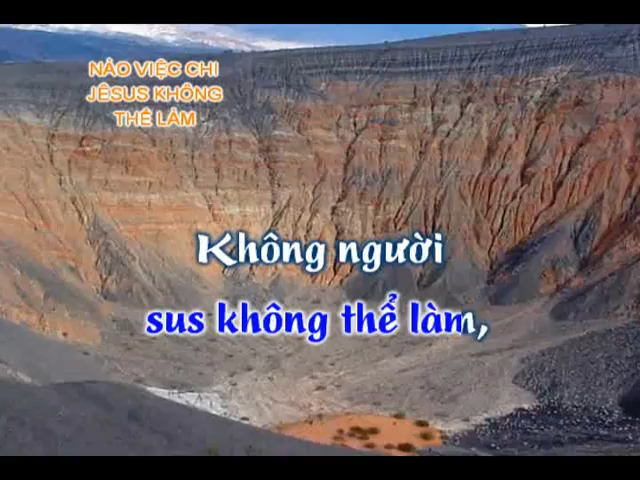 NÀO VIỆC CHI
JÊSUS KHÔNG
THỂ LÀM
Không người
sus không thể làm,